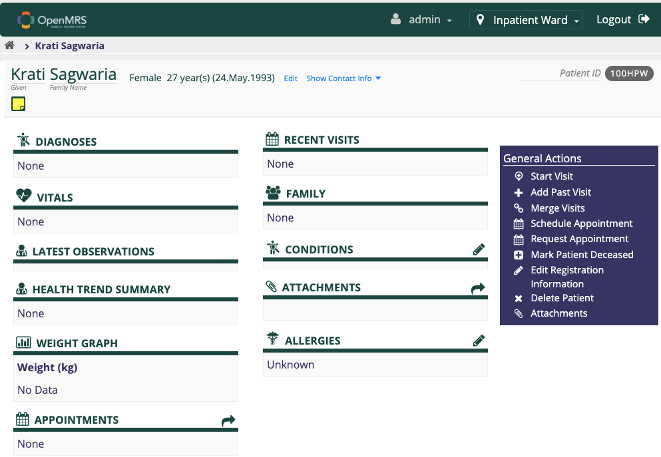 OpenMRS
admin
Inpatient Ward
Logout
Krati Sagwaria
Krati Sagwaria Female 27 year(s) (24.May.1993) Edit Show Contact Info
Given Family Name
Patient ID 100HPW
DIAGNOSES
None
VITALS
None
LATEST OBSERVATIONS
HEALTH TREND SUMMARY
None
WEIGHT GRAPH
Weight (kg)
No Data
APPOINTMENTS
None
RECENT VISITS
None
FAMILY
None
CONDITIONS
ATTACHMENTS
ALLERGIES
Unknown
General Actions
Start Visit
Add Past Visit
Merge Visits
Schedule Appointment
Request Appointment
Mark Patient Deceased
Edit Registration
Information
Delete Patient
Attachments